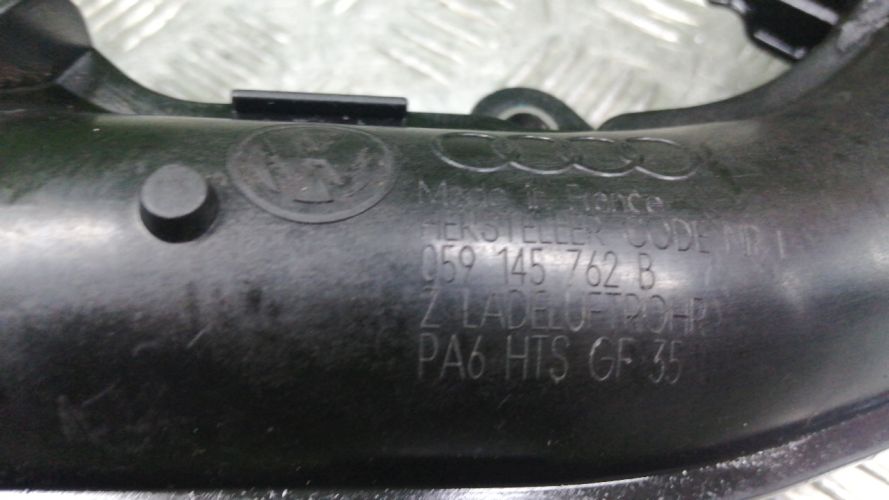 Made in France
HERSTELLER CODE NR
059 145 762 B
Z LADELUFTROHR
PA6 HTS GF 35